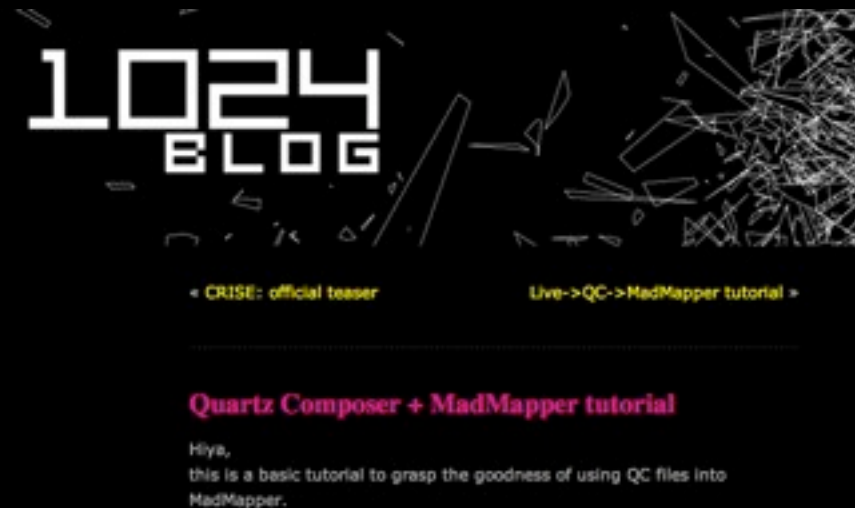 1024
BLOG
« CRISE: official teaser
Live->QC->MadMapper tutorial »
Quartz Composer + MadMapper tutorial
Hiya,
this is a basic tutorial to grasp the goodness of using QC files into
MadMapper.